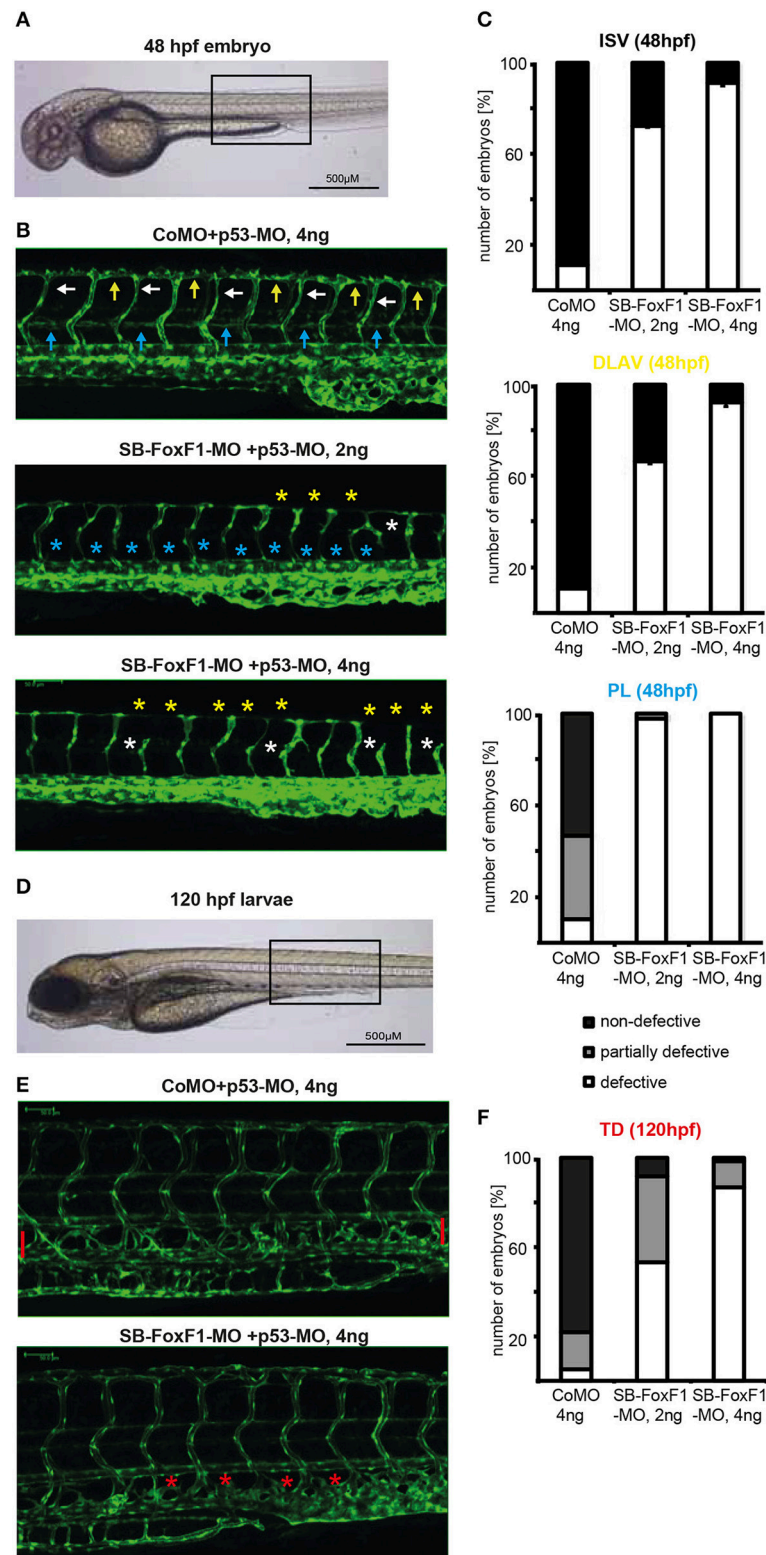 A
48 hpf embryo
500µM
B
CoMO+p53-MO, 4ng
SB-FoxF1-MO +p53-MO, 2ng
SB-FoxF1-MO +p53-MO, 4ng
D
120 hpf larvae
500µM
E
CoMO+p53-MO, 4ng
SB-FoxF1-MO +p53-MO, 4ng
C
ISV (48hpf)
number of embryos [%]
100
60
20
CoMO 4ng
SB-FoxF1 -MO, 2ng
SB-FoxF1 -MO, 4ng
DLAV (48hpf)
number of embryos [%]
100
60
20
CoMO 4ng
SB-FoxF1 -MO, 2ng
SB-FoxF1 -MO, 4ng
PL (48hpf)
number of embryos [%]
100
60
20
CoMO 4ng
SB-FoxF1 -MO, 2ng
SB-FoxF1 -MO, 4ng
non-defective
partially defective
defective
F
TD (120hpf)
number of embryos [%]
100
60
20
CoMO 4ng
SB-FoxF1 -MO, 2ng
SB-FoxF1 -MO, 4ng